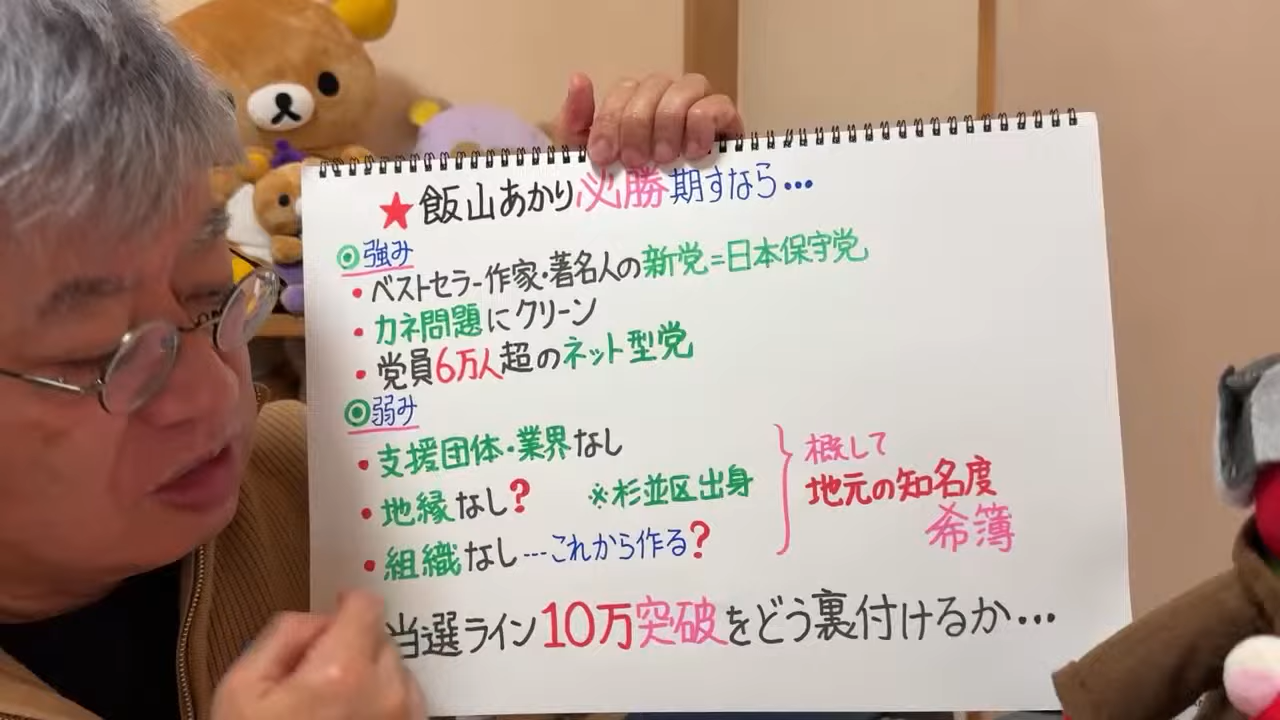 ★飯山あかり必勝期すなら…
◎強み
・ベストセラー作家・著名人の新党=日本保守党
・カネ問題にクリーン
・党員6万人超のネット型党
◎弱み
・支援団体・業界なし
・地縁なし? ※杉並区出身
・組織なし---これから作る?
概して
地元の知名度
希簿
当選ライン10万突破をどう裏付けるか…